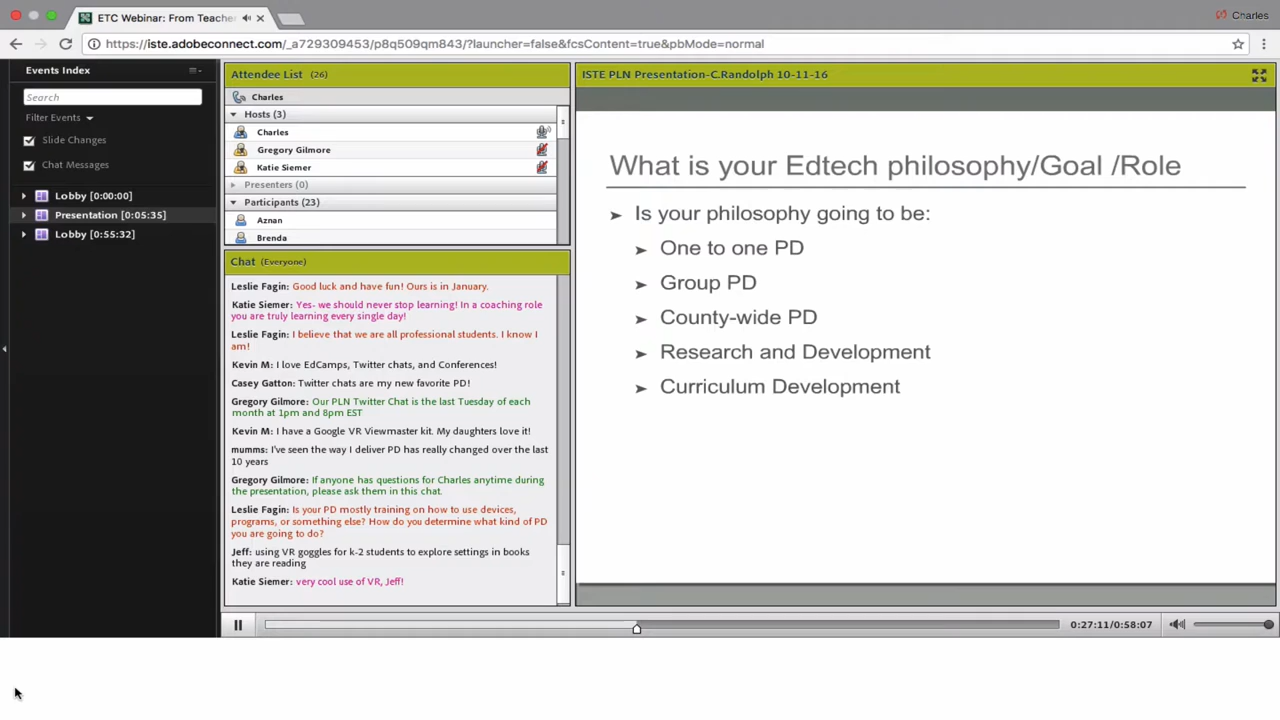 ETC Webinar: From Teache
Charles
https://iste.adobeconnect.com/_a729309453/p8q509qm843/?launcher=false&fcsContent=true&pbMode=normal
Events Index
Search
Filter Events
Slide Changes
Chat Messages
Lobby [0:00:00]
Presentation [0:05:35]
Lobby [0:55:32]
Attendee List (26)
Charles
Hosts (3)
Charles
Gregory Gilmore
Katie Siemer
Presenters (0)
Participants (23)
Aznan
Brenda
Chat (Everyone)
Leslie Fagin: Good luck and have fun! Ours is in January.
Katie Siemer: Yes- we should never stop learning! In a coaching role
you are truly learning every single day!
Leslie Fagin: I believe that we are all professional students. I know I
am!
Kevin M: I love EdCamps, Twitter chats, and Conferences!
Casey Gatton: Twitter chats are my new favorite PD!
Gregory Gilmore: Our PLN Twitter Chat is the last Tuesday of each
month at 1pm and 8pm EST
Kevin M: I have a Google VR Viewmaster kit. My daughters love it!
mumms: I've seen the way I deliver PD has really changed over the last
10 years
Gregory Gilmore: If anyone has questions for Charles anytime during
the presentation, please ask them in this chat.
Leslie Fagin: Is your PD mostly training on how to use devices,
programs, or something else? How do you determine what kind of PD
you are going to do?
Jeff: using VR goggles for k-2 students to explore settings in books
they are reading
Katie Siemer: very cool use of VR, Jeff!
ISTE PLN Presentation-C.Randolph 10-11-16
What is your Edtech philosophy/Goal /Role
Is your philosophy going to be:
One to one PD
Group PD
County-wide PD
Research and Development
Curriculum Development
0:27:11/0:58:07